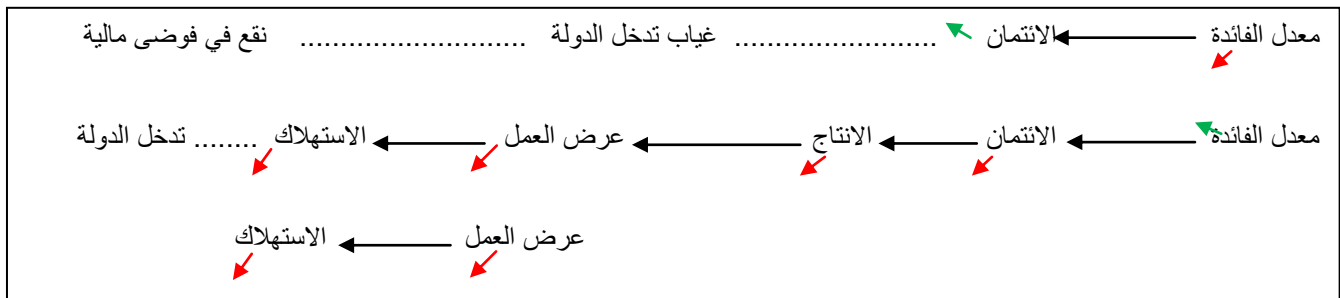 معدل الفائدة الائتمان ......................... غياب تدخل الدولة ............................ نقع في فوضى مالية
معدل الفائدة الائتمان الانتاج عرض العمل الاستهلاك ........ تدخل الدولة
عرض العمل الاستهلاك